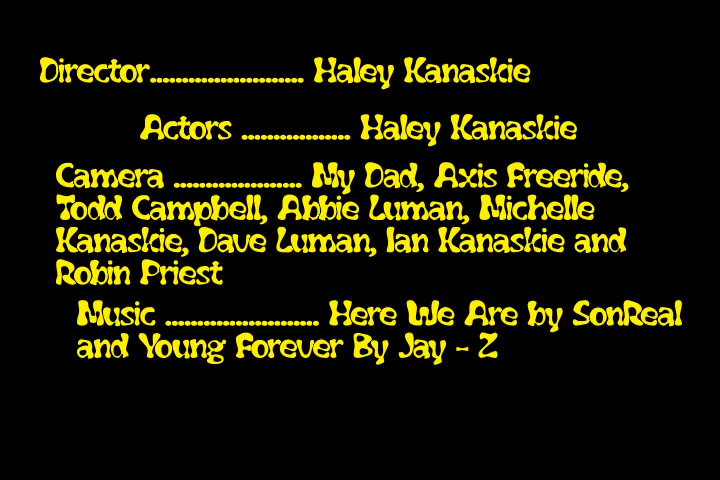 Director........................ Haley Kanaskie
Actors ................. Haley Kanaskie
Camera .................... My Dad, Axis Freeride,
Todd Campbell, Abbie Luman, Michelle
Kanaskie, Dave Luman, Ian Kanaskie and
Robin Priest
Music ........................ Here We Are by SonReal
and Young Forever By Jay - Z